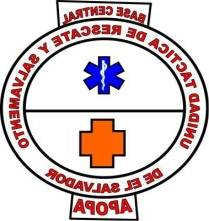 BASE CENTRAL
UNIDAD TACTICA DE RESCATE Y SALVAMENTO
DE EL SALVADOR
APOPA